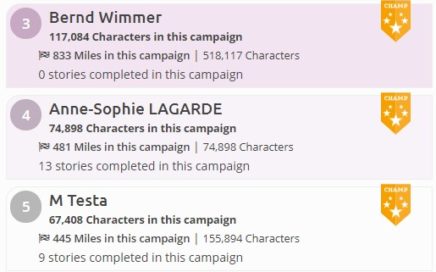 3
Bernd Wimmer
CHAMP
117,084 Characters in this campaign
833 Miles in this campaign | 518,117 Characters
0 stories completed in this campaign
4
Anne-Sophie LAGARDE
CHAMP
74,898 Characters in this campaign
481 Miles in this campaign | 74,898 Characters
13 stories completed in this campaign
5
M Testa
CHAMP
67,408 Characters in this campaign
445 Miles in this campaign | 155,894 Characters
9 stories completed in this campaign